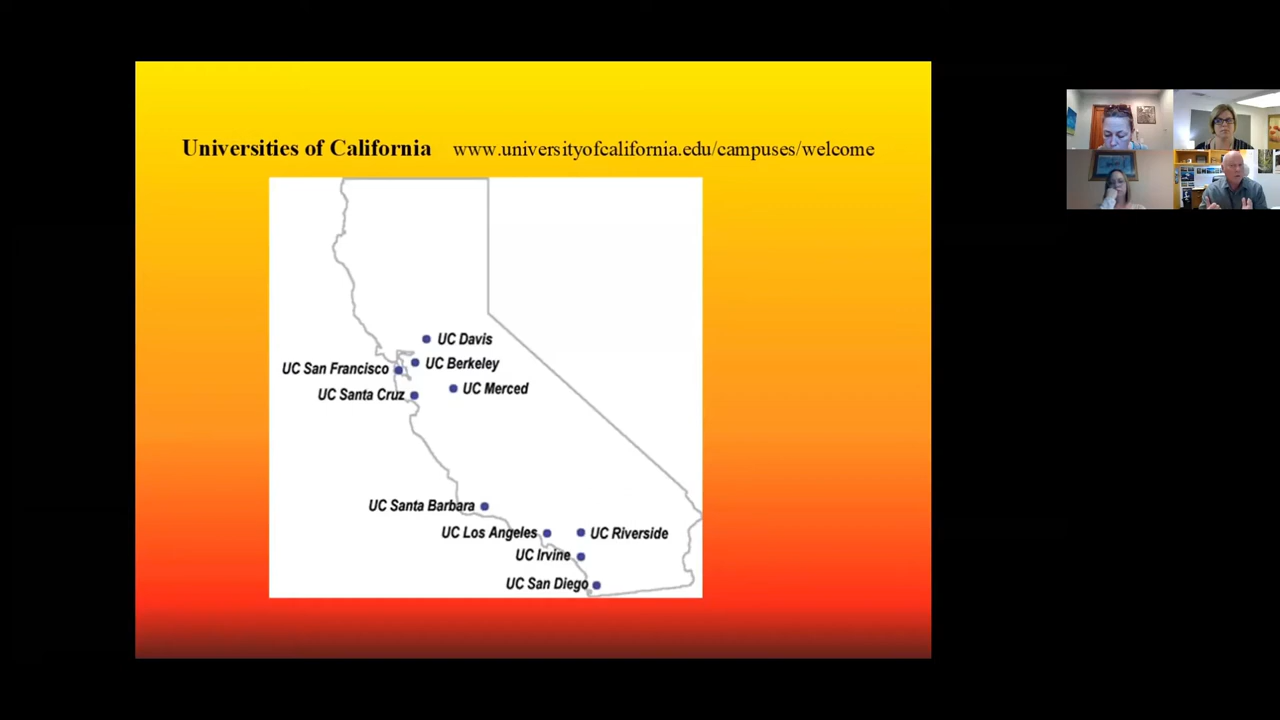 Universities of California www.universityofcalifornia.edu/campuses/welcome
UC Davis
UC Berkeley
UC San Francisco
UC Merced
UC Santa Cruz
UC Santa Barbara
UC Los Angeles
UC Riverside
UC Irvine
UC San Diego